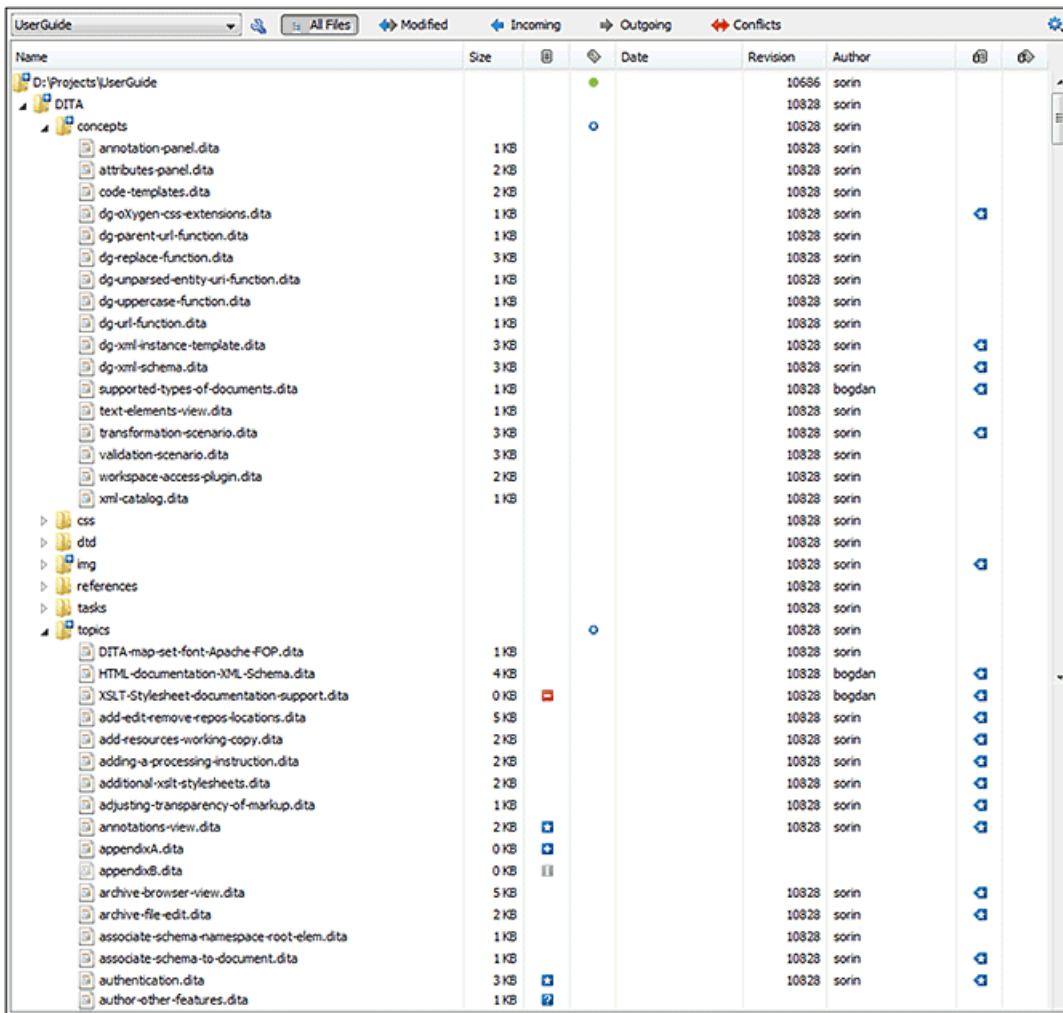 UserGuide All Files Modified Incoming Outgoing Conflicts
Name Size Date Revision Author
D:\Projects\UserGuide 10686 sorin
DITA 10828 sorin
concepts 10828 sorin
annotation-panel.dita 1 KB 10828 sorin
attributes-panel.dita 2 KB 10828 sorin
code-templates.dita 2 KB 10828 sorin
dg-oXygen-css-extensions.dita 1 KB 10828 sorin
dg-parent-url-function.dita 1 KB 10828 sorin
dg-replace-function.dita 3 KB 10828 sorin
dg-unparsed-entity-uri-function.dita 1 KB 10828 sorin
dg-uppercase-function.dita 1 KB 10828 sorin
dg-url-function.dita 1 KB 10828 sorin
dg-xml-instance-template.dita 3 KB 10828 sorin
dg-xml-schema.dita 3 KB 10828 sorin
supported-types-of-documents.dita 1 KB 10828 bogdan
text-elements-view.dita 1 KB 10828 sorin
transformation-scenario.dita 3 KB 10828 sorin
validation-scenario.dita 3 KB 10828 sorin
workspace-access-plugin.dita 2 KB 10828 sorin
xml-catalog.dita 1 KB 10828 sorin
css 10828 sorin
dtd 10828 sorin
img 10828 sorin
references 10828 sorin
tasks 10828 sorin
topics 10828 sorin
DITA-map-set-font-Apache-FOP.dita 1 KB 10828 sorin
HTML-documentation-XML-Schema.dita 4 KB 10828 bogdan
XSLT-Stylesheet-documentation-support.dita 0 KB 10828 bogdan
add-edit-remove-repos-locations.dita 5 KB 10828 sorin
add-resources-working-copy.dita 2 KB 10828 sorin
adding-a-processing-instruction.dita 2 KB 10828 sorin
additional-xslt-stylesheets.dita 2 KB 10828 sorin
adjusting-transparency-of-markup.dita 1 KB 10828 sorin
annotations-view.dita 2 KB 10828 sorin
appendixA.dita 0 KB
appendixB.dita 0 KB
archive-browser-view.dita 5 KB 10828 sorin
archive-file-edit.dita 2 KB 10828 sorin
associate-schema-namespace-root-elem.dita 1 KB 10828 sorin
associate-schema-to-document.dita 1 KB 10828 sorin
authentication.dita 3 KB 10828 sorin
author-other-features.dita 1 KB